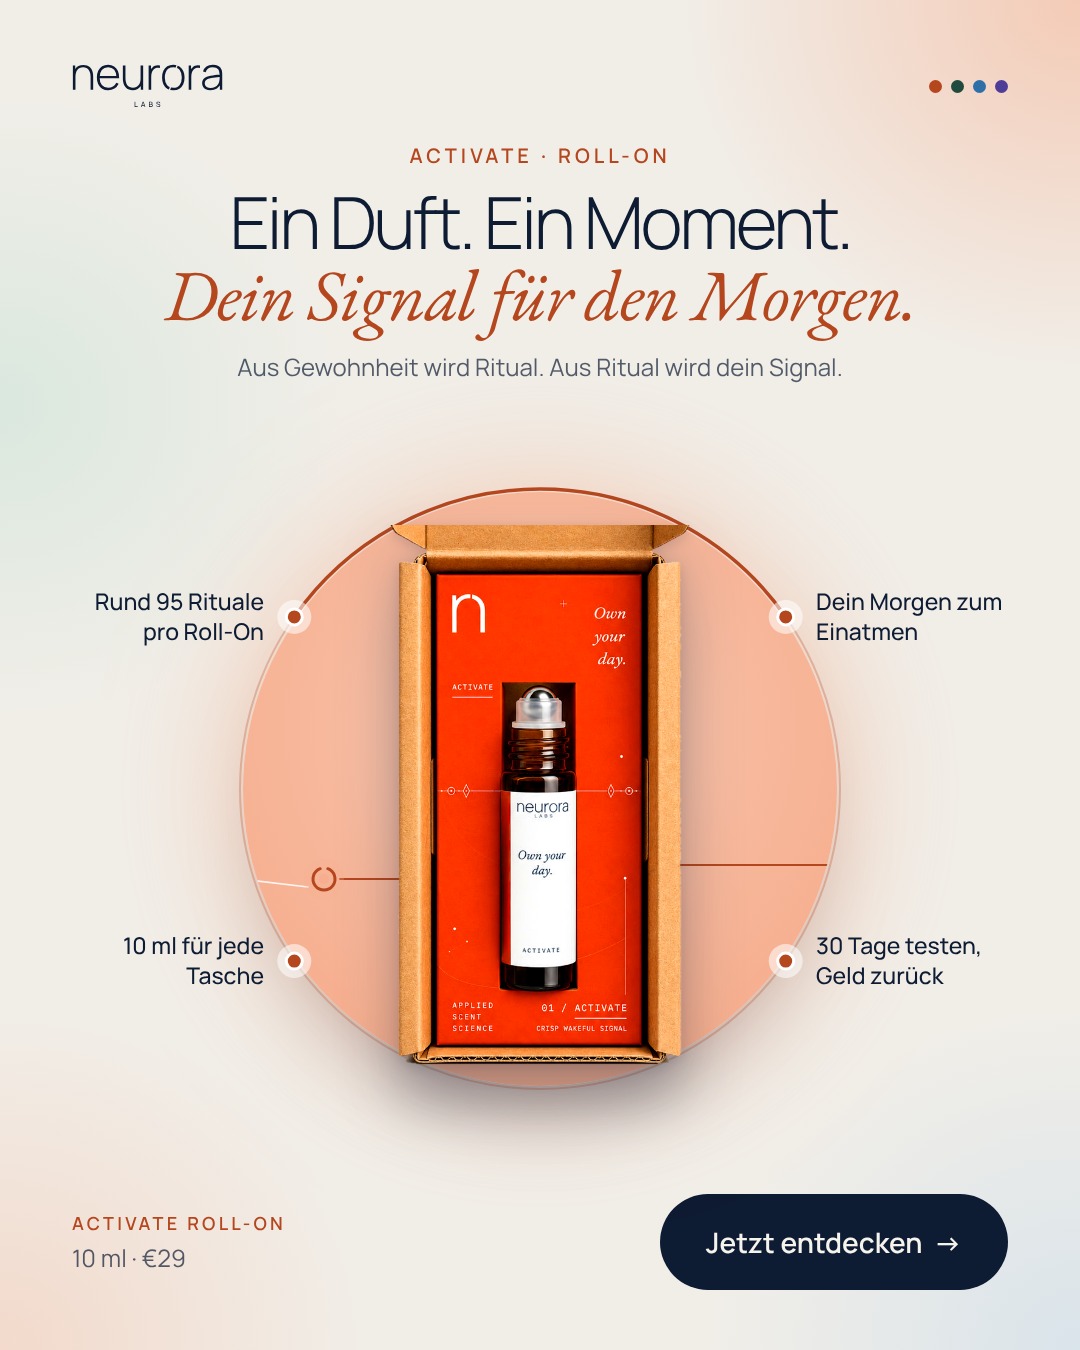 neurora
LABS
ACTIVATE · ROLL-ON
Ein Duft. Ein Moment.
Dein Signal für den Morgen.
Aus Gewohnheit wird Ritual. Aus Ritual wird dein Signal.
Rund 95 Rituale
pro Roll-On
Dein Morgen zum
Einatmen
n
Own
your
day.
ACTIVATE
neurora
LABS
Own your
day.
ACTIVATE
10 ml für jede
Tasche
30 Tage testen,
Geld zurück
APPLIED
SCENT
SCIENCE
01 / ACTIVATE
CRISP WAKEFUL SIGNAL
ACTIVATE ROLL-ON
10 ml · €29
Jetzt entdecken →